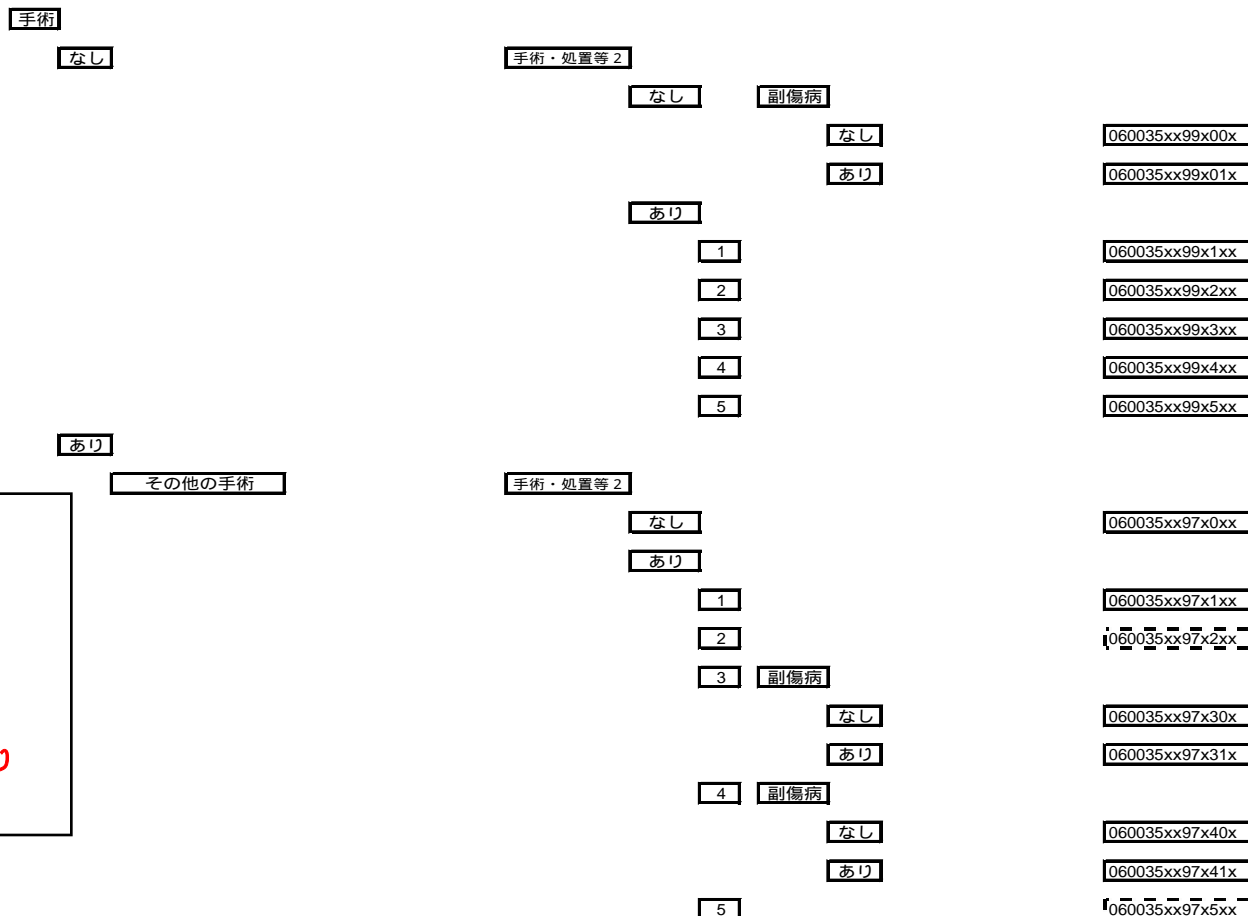 手術
なし 手術・処置等2
なし 副傷病
なし 060035xx99x00x
あり 060035xx99x01x
あり
1 060035xx99x1xx
2 060035xx99x2xx
3 060035xx99x3xx
4 060035xx99x4xx
5 060035xx99x5xx
あり
その他の手術 手術・処置等2
なし 060035xx97x0xx
あり
1 060035xx97x1xx
2 060035xx97x2xx
3 副傷病
なし 060035xx97x30x
あり 060035xx97x31x
4 副傷病
なし 060035xx97x40x
あり 060035xx97x41x
5 060035xx97x5xx